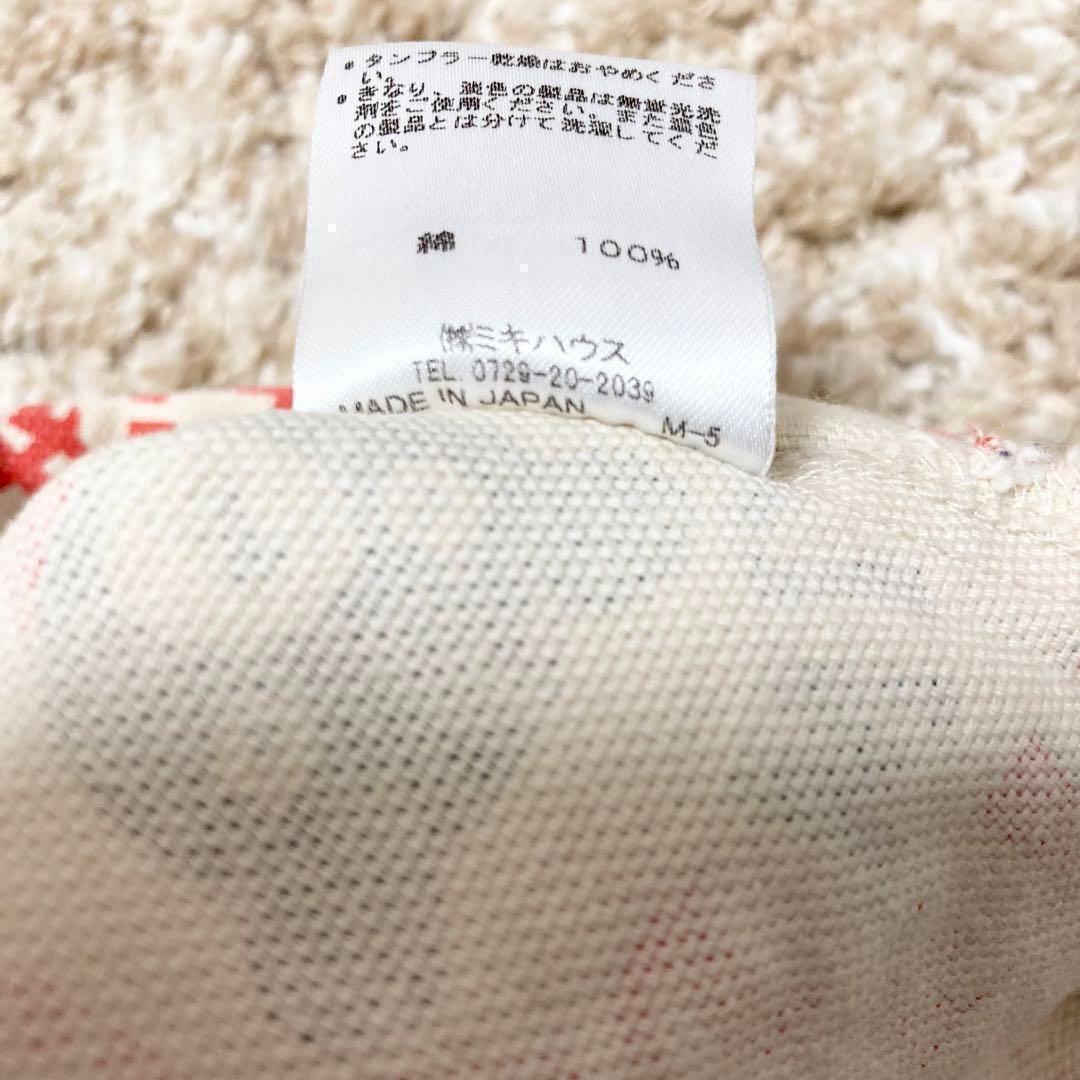 • タンブラー乾燥はおやめくださ
い。
• きなり、淡色の製品は無蛍光洗
剤をご使用ください。また濃色
の製品とは分けて洗濯してくだ
さい。
綿 100%
㈱ミキハウス
TEL. 0729-20-2039
MADE IN JAPAN
M-5